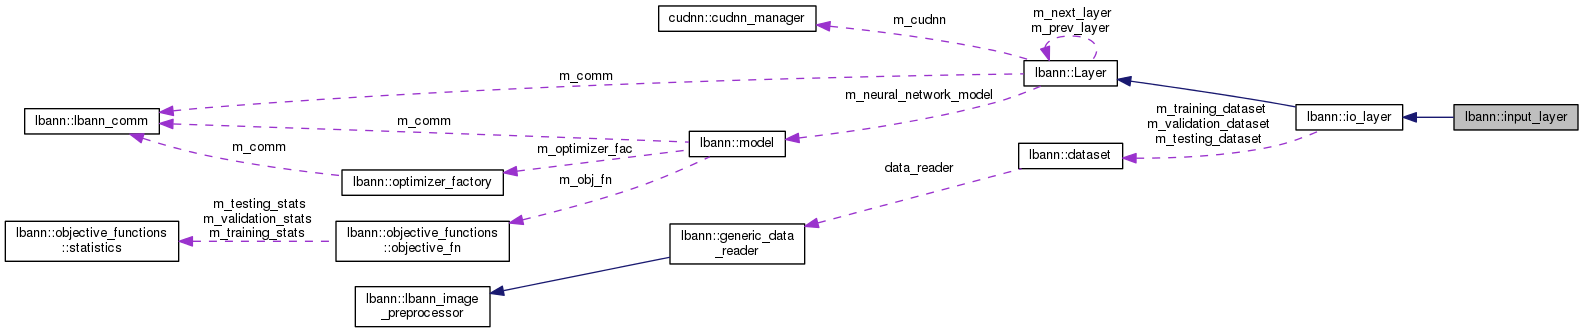 cudnn::cudnn_manager
m_cudnn
m_next_layer
m_prev_layer
lbann::Layer
m_comm
m_neural_network_model
lbann::lbann_comm
m_comm
m_training_dataset
m_validation_dataset
m_testing_dataset
lbann::io_layer
lbann::input_layer
m_comm
lbann::model
m_optimizer_fac
lbann::dataset
lbann::optimizer_factory
m_obj_fn
data_reader
m_testing_stats
m_validation_stats
m_training_stats
lbann::objective_functions
::statistics
lbann::objective_functions
::objective_fn
lbann::generic_data
_reader
lbann::lbann_image
_preprocessor